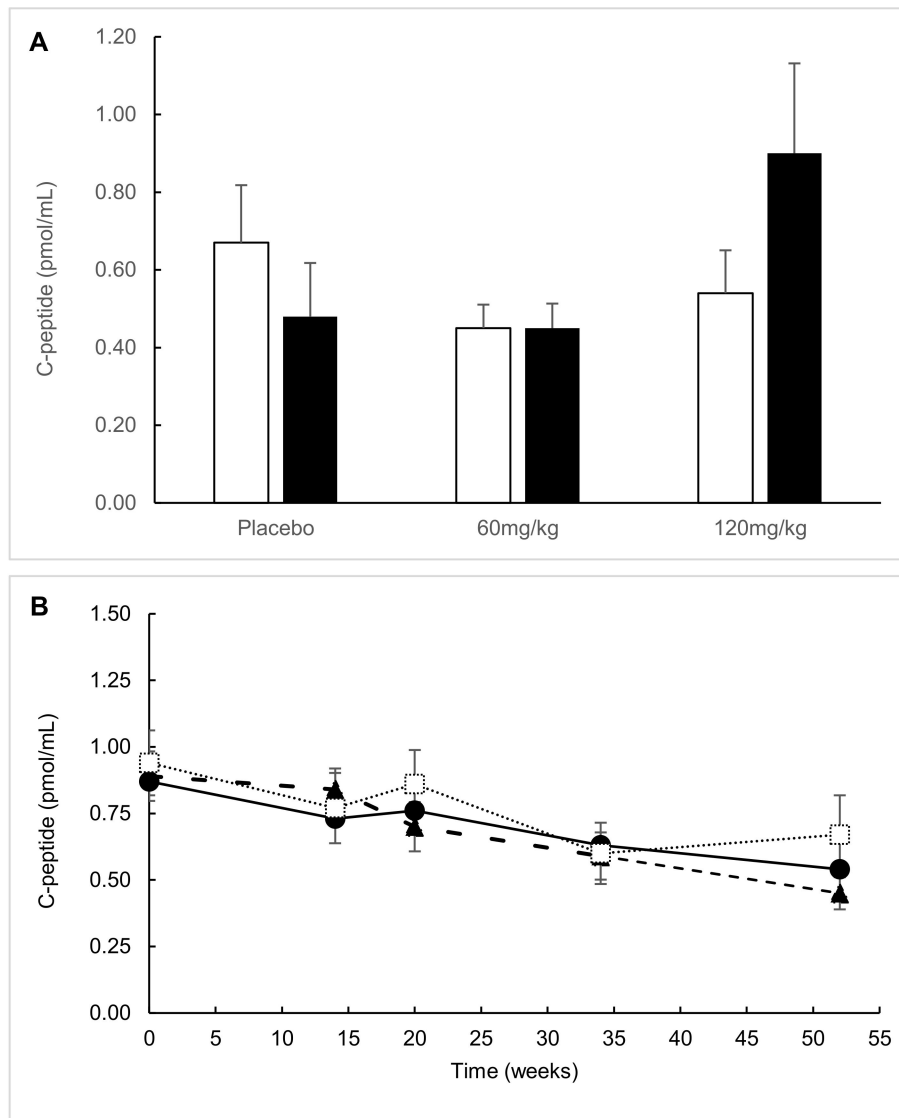 A
C-peptide (pmol/mL)
1.20
1.00
0.80
0.60
0.40
0.20
0.00
Placebo 60mg/kg 120mg/kg
B
C-peptide (pmol/mL)
1.50
1.25
1.00
0.75
0.50
0.25
0.00
0 5 10 15 20 25 30 35 40 45 50 55
Time (weeks)